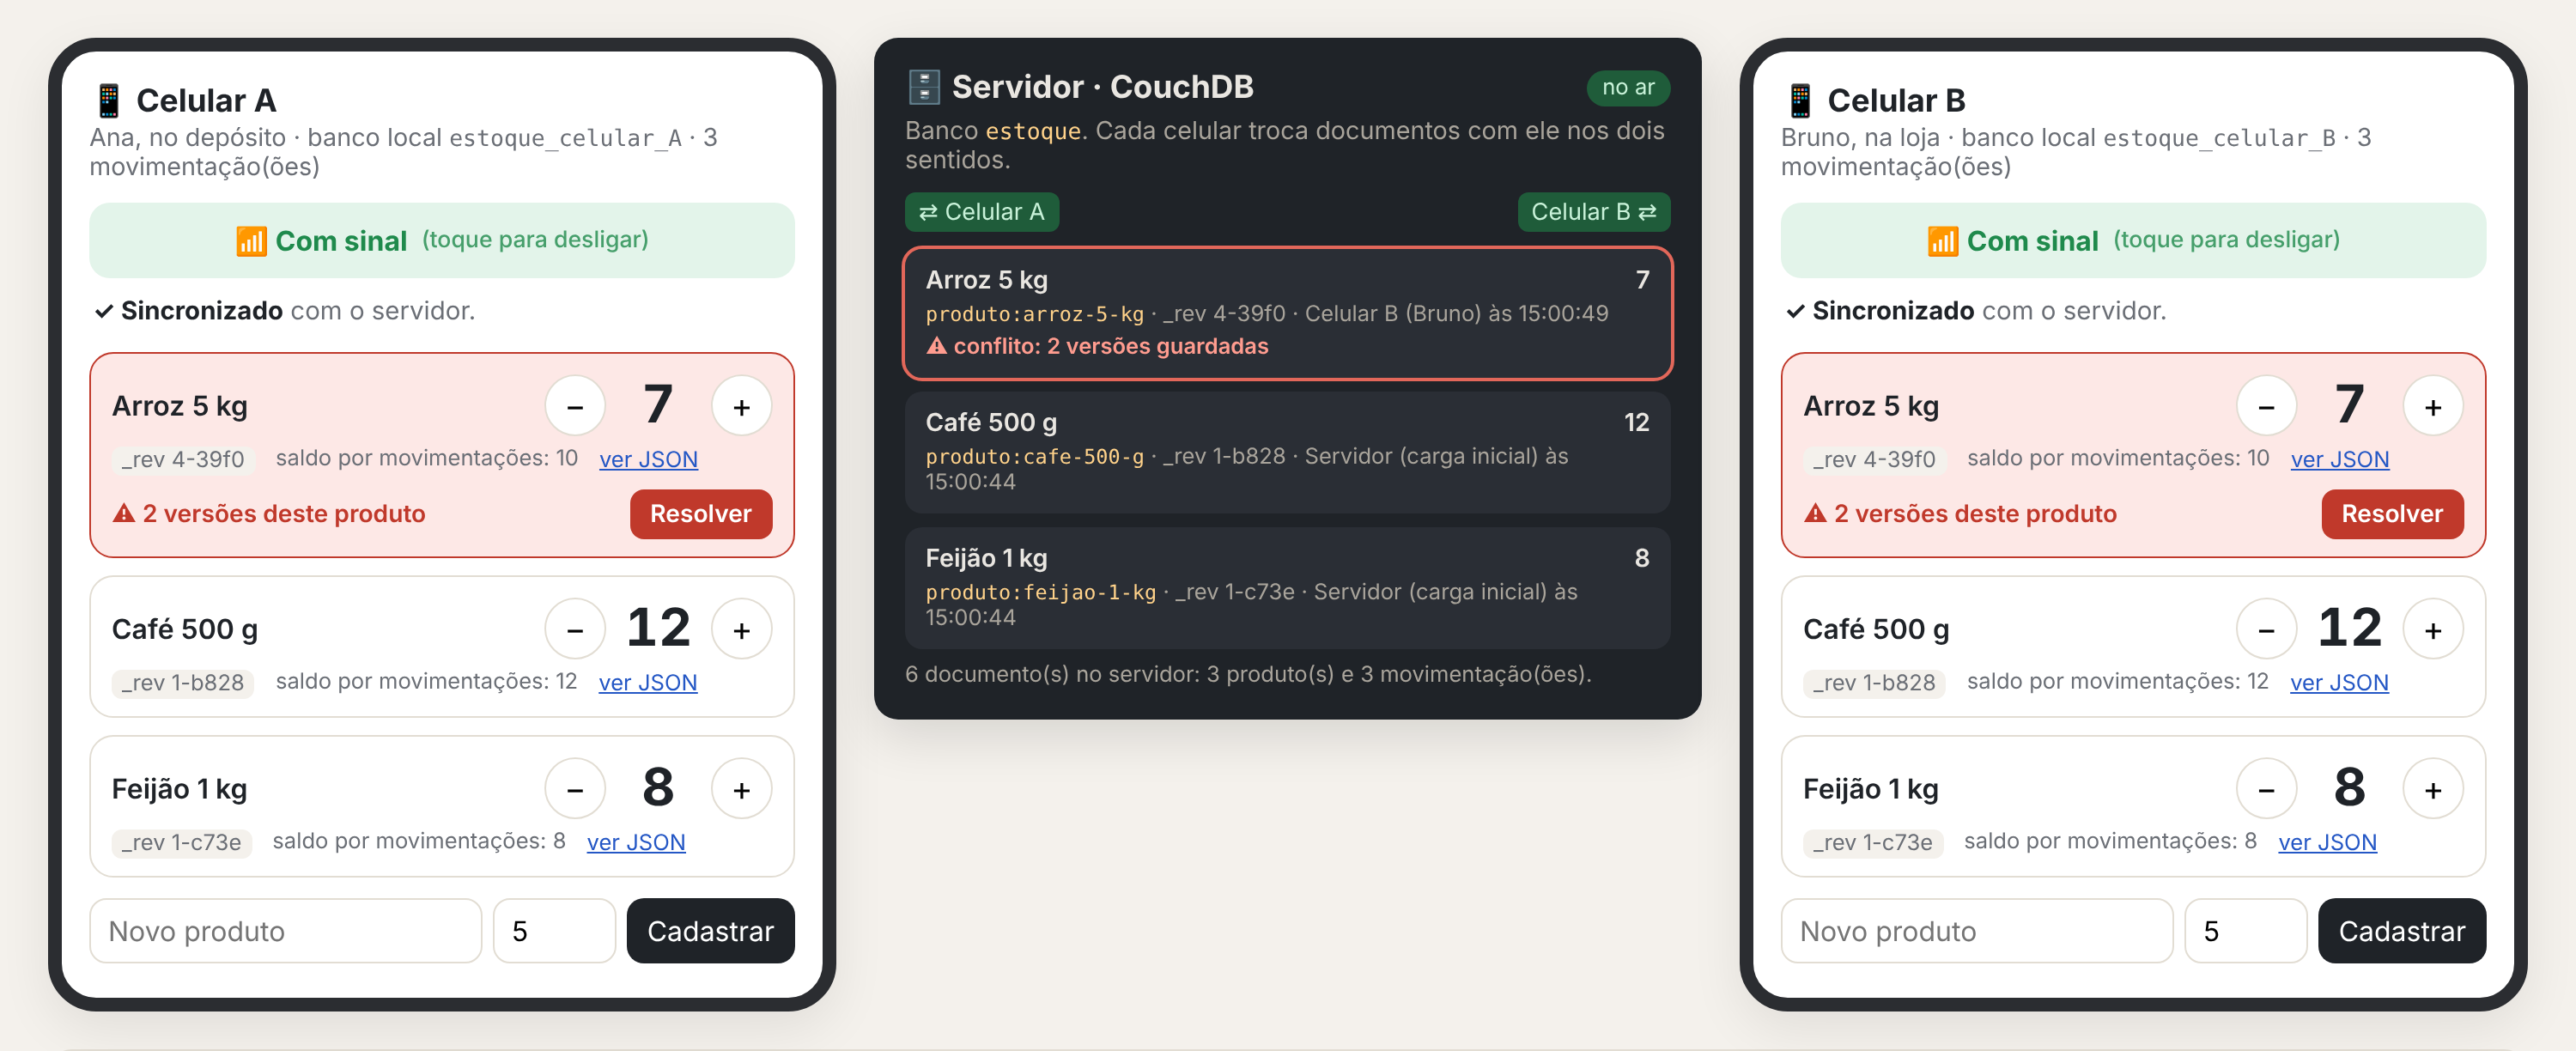 📱 Celular A
Ana, no depósito · banco local estoque_celular_A · 3
movimentação(ões)
📶 Com sinal (toque para desligar)
✓ Sincronizado com o servidor.
Arroz 5 kg − 7 +
_rev 4-39f0 saldo por movimentações: 10 ver JSON
⚠ 2 versões deste produto Resolver
Café 500 g − 12 +
_rev 1-b828 saldo por movimentações: 12 ver JSON
Feijão 1 kg − 8 +
_rev 1-c73e saldo por movimentações: 8 ver JSON
Novo produto 5 Cadastrar
🗄️ Servidor · CouchDB no ar
Banco estoque. Cada celular troca documentos com ele nos dois
sentidos.
⇄ Celular A Celular B ⇄
Arroz 5 kg 7
produto:arroz-5-kg · _rev 4-39f0 · Celular B (Bruno) às 15:00:49
⚠ conflito: 2 versões guardadas
Café 500 g 12
produto:cafe-500-g · _rev 1-b828 · Servidor (carga inicial) às
15:00:44
Feijão 1 kg 8
produto:feijao-1-kg · _rev 1-c73e · Servidor (carga inicial) às
15:00:44
6 documento(s) no servidor: 3 produto(s) e 3 movimentação(ões).
📱 Celular B
Bruno, na loja · banco local estoque_celular_B · 3
movimentação(ões)
📶 Com sinal (toque para desligar)
✓ Sincronizado com o servidor.
Arroz 5 kg − 7 +
_rev 4-39f0 saldo por movimentações: 10 ver JSON
⚠ 2 versões deste produto Resolver
Café 500 g − 12 +
_rev 1-b828 saldo por movimentações: 12 ver JSON
Feijão 1 kg − 8 +
_rev 1-c73e saldo por movimentações: 8 ver JSON
Novo produto 5 Cadastrar